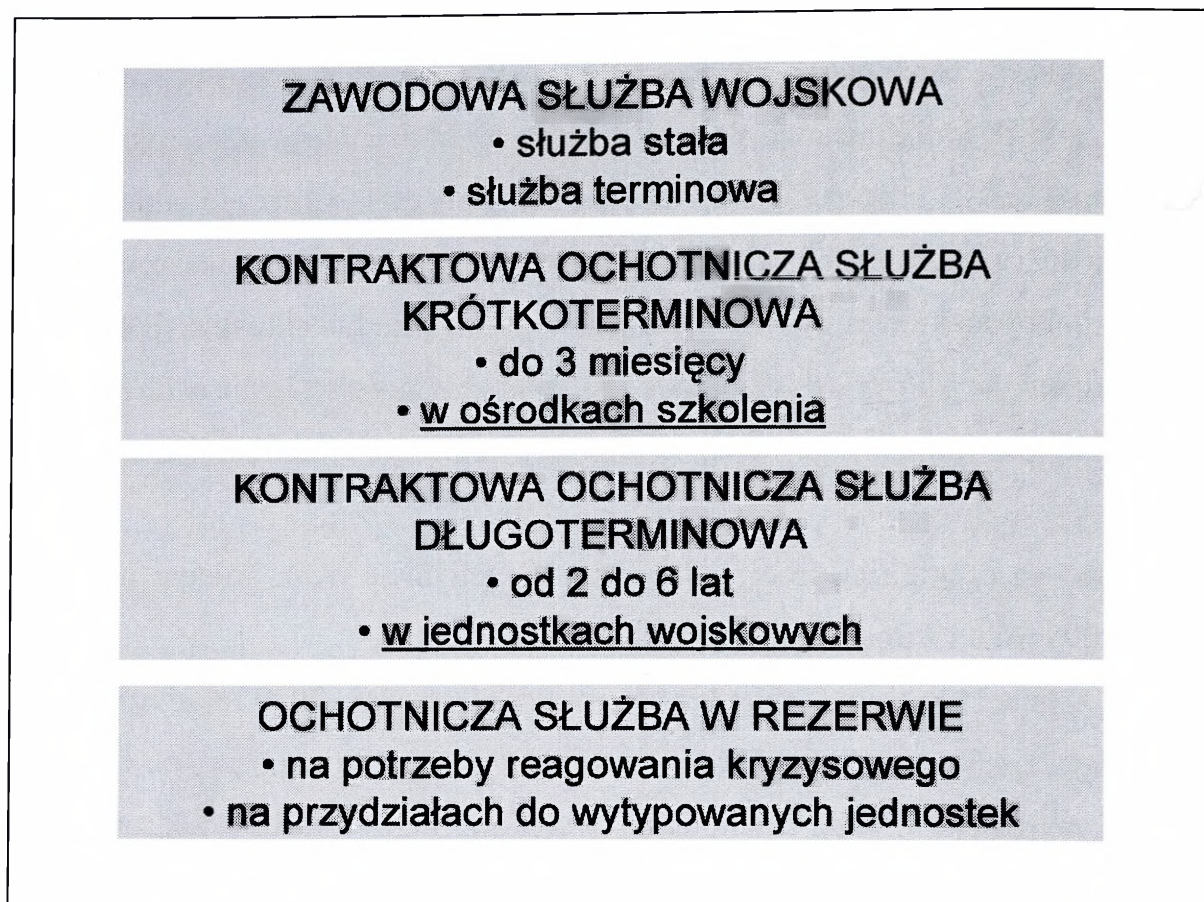 ZAWODOWA SŁUŻBA WOJSKOWA
• służba stała
• służba terminowa
KONTRAKTOWA OCHOTNICZA SŁUŻBA
KRÓTKOTERMINOWA
• do 3 miesięcy
• w ośrodkach szkolenia
KONTRAKTOWA OCHOTNICZA SŁUŻBA
DŁUGOTERMINOWA
• od 2 do 6 lat
• w jednostkach wojskowych
OCHOTNICZA SŁUŻBA W REZERWIE
• na potrzeby reagowania kryzysowego
• na przydziałach do wytypowanych jednostek